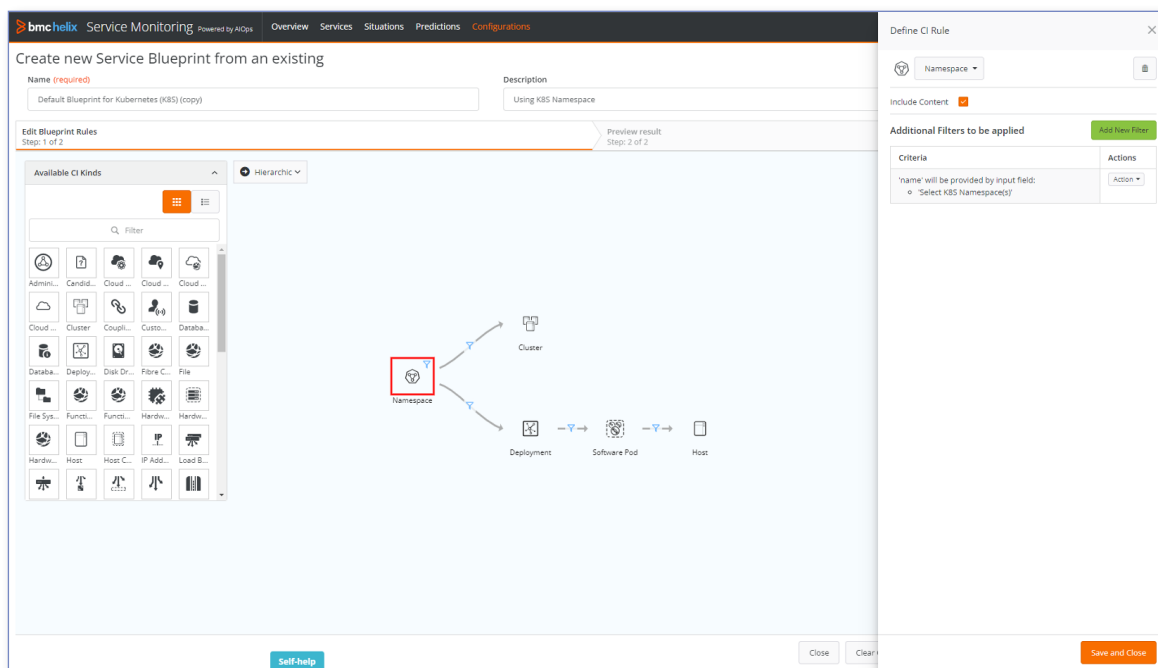 bmchelix Service Monitoring Powered by AIOps Overview Services Situations Predictions Configurations
Create new Service Blueprint from an existing
Name (required)
Default Blueprint for Kubernetes (K8S) (copy)
Description
Using K8S Namespace
Edit Blueprint Rules
Step: 1 of 2
Preview result
Step: 2 of 2
Available CI Kinds
Hierarchic
Filter
Admini... Candid... Cloud ... Cloud ... Cloud ...
Cloud ... Cluster Coupli... Custo... Databa...
Databa... Deploy... Disk Dr... Fibre C... File
File Sys... Functi... Functi... Hardw... Hardw...
Hardw... Host Host C... IP Add... Load B...
Cluster
Namespace
Deployment Software Pod Host
Close Clear
Self-help
Define CI Rule
Namespace
Include Content
Additional Filters to be applied Add New Filter
Criteria Actions
'name' will be provided by input field: Action
'Select K8S Namespace(s)'
Save and Close